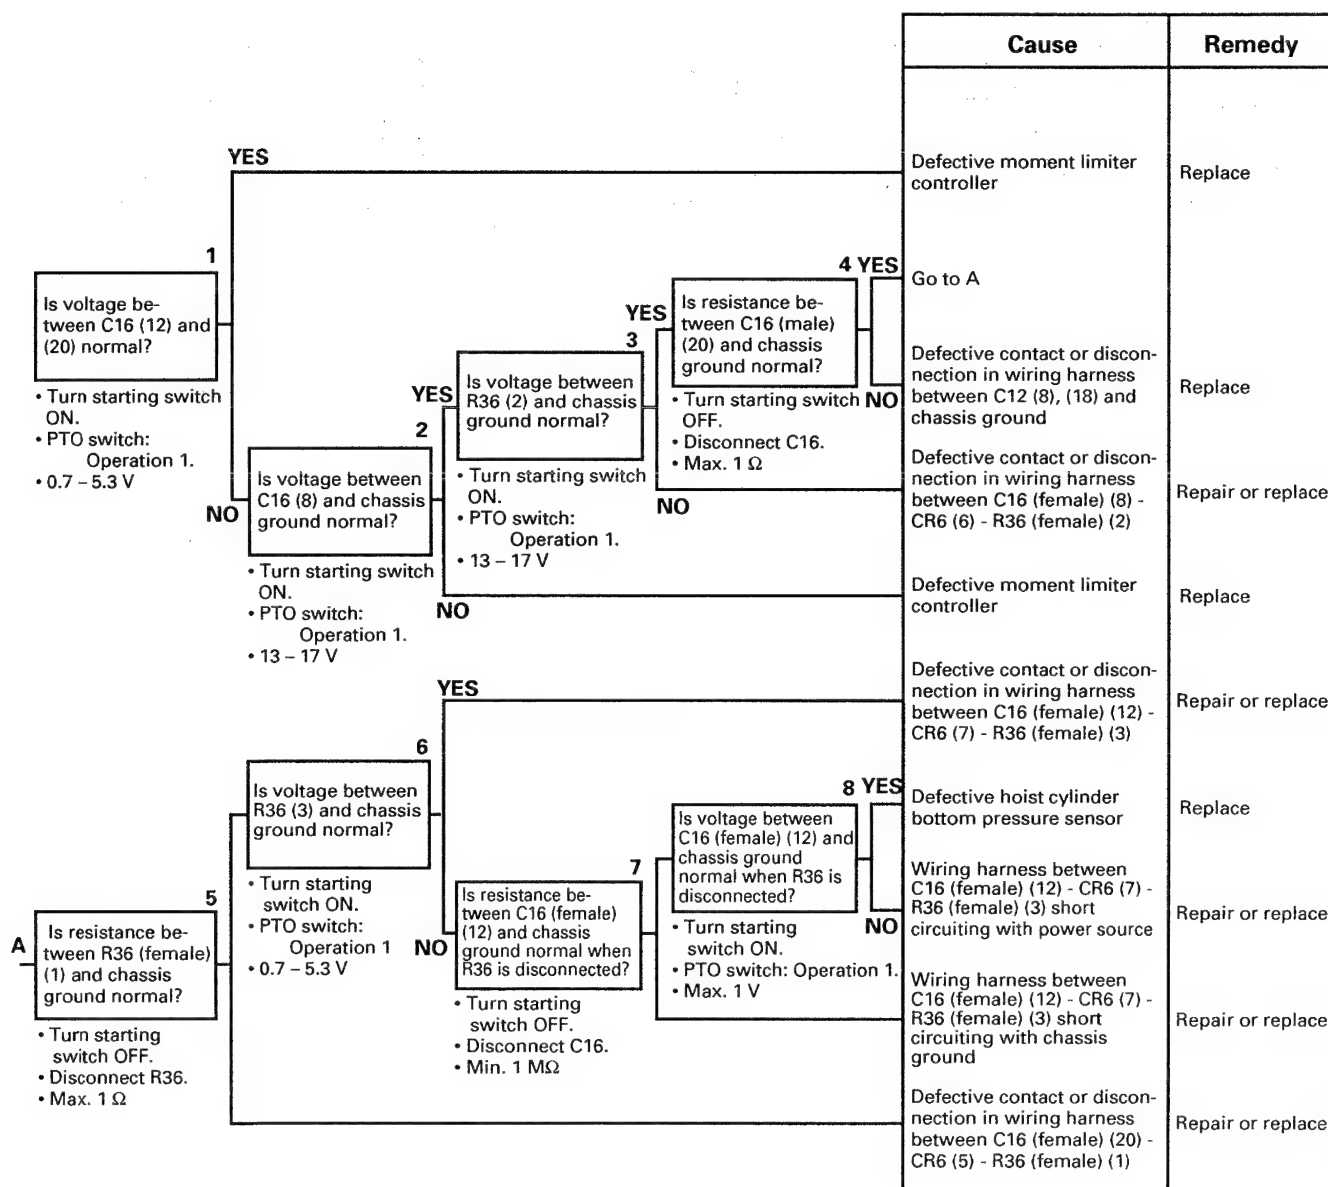 Cause
Remedy
YES
Defective moment limiter
controller
Replace
1
Is voltage be-
tween C16 (12) and
(20) normal?
• Turn starting switch
ON.
• PTO switch:
Operation 1.
• 0.7 – 5.3 V
NO
2
Is voltage between
C16 (8) and chassis
ground normal?
• Turn starting switch
ON.
• PTO switch:
Operation 1.
• 13 – 17 V
YES
3
Is voltage between
R36 (2) and chassis
ground normal?
• Turn starting switch
ON.
• PTO switch:
Operation 1.
• 13 – 17 V
YES
4
Is resistance be-
tween C16 (male)
(20) and chassis
ground normal?
• Turn starting switch
OFF.
• Disconnect C16.
• Max. 1 Ω
YES
Go to A
NO
Defective contact or discon-
nection in wiring harness
between C12 (8), (18) and
chassis ground
Replace
NO
Defective contact or discon-
nection in wiring harness
between C16 (female) (8) -
CR6 (6) - R36 (female) (2)
Repair or replace
NO
Defective moment limiter
controller
Replace
YES
Defective contact or discon-
nection in wiring harness
between C16 (female) (12) -
CR6 (7) - R36 (female) (3)
Repair or replace
A
5
Is resistance be-
tween R36 (female)
(1) and chassis
ground normal?
• Turn starting
switch OFF.
• Disconnect R36.
• Max. 1 Ω
6
Is voltage between
R36 (3) and chassis
ground normal?
• Turn starting
switch ON.
• PTO switch:
Operation 1
• 0.7 – 5.3 V
NO
7
Is resistance be-
tween C16 (female)
(12) and chassis
ground normal when
R36 is disconnected?
• Turn starting
switch OFF.
• Disconnect C16.
• Min. 1 MΩ
8
Is voltage between
C16 (female) (12) and
chassis ground
normal when R36 is
disconnected?
• Turn starting
switch ON.
• PTO switch: Operation 1.
• Max. 1 V
YES
Defective hoist cylinder
bottom pressure sensor
Replace
NO
Wiring harness between
C16 (female) (12) - CR6 (7) -
R36 (female) (3) short
circuiting with power source
Repair or replace
Wiring harness between
C16 (female) (12) - CR6 (7) -
R36 (female) (3) short
circuiting with chassis
ground
Repair or replace
Defective contact or discon-
nection in wiring harness
between C16 (female) (20) -
CR6 (5) - R36 (female) (1)
Repair or replace